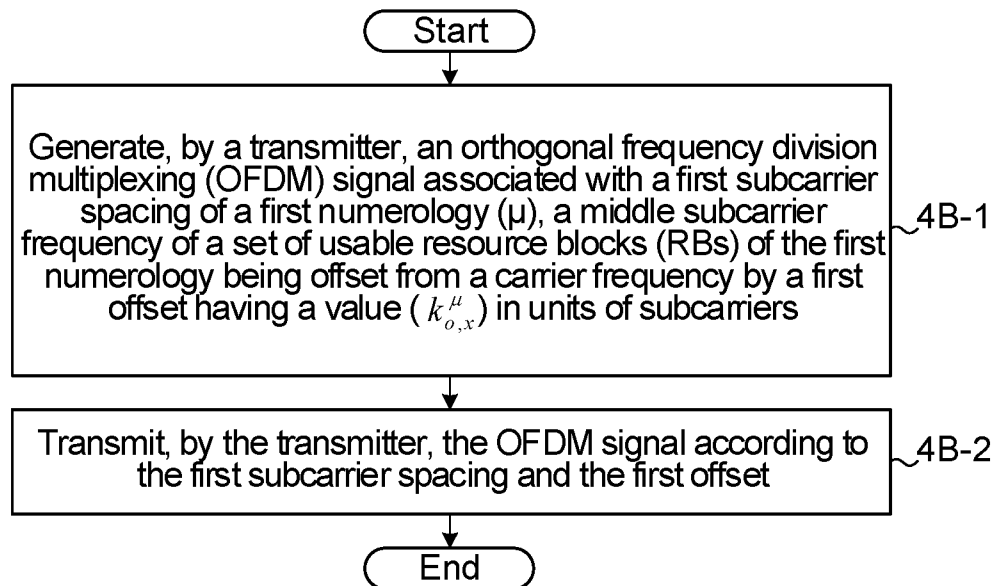 Start
Generate, by a transmitter, an orthogonal frequency division
multiplexing (OFDM) signal associated with a first subcarrier
spacing of a first numerology (μ), a middle subcarrier
frequency of a set of usable resource blocks (RBs) of the first
numerology being offset from a carrier frequency by a first
offset having a value ( k^μ_{o,x} ) in units of subcarriers
4B-1
Transmit, by the transmitter, the OFDM signal according to
the first subcarrier spacing and the first offset
4B-2
End